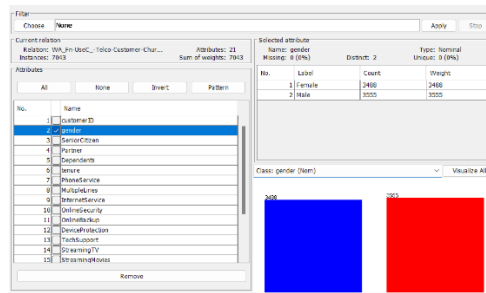 Filter
Choose None Apply Stop
Current relation
Relation: WA_Fn-UseC_-Telco-Customer-Chur... Attributes: 21
Instances: 7043 Sum of weights: 7043
Attributes
All None Invert Pattern
No. Name
1 customerID
2 gender
3 SeniorCitizen
4 Partner
5 Dependents
6 tenure
7 PhoneService
8 MultipleLines
9 InternetService
10 OnlineSecurity
11 OnlineBackup
12 DeviceProtection
13 TechSupport
14 StreamingTV
15 StreamingMovies
Remove
Selected attribute
Name: gender Type: Nominal
Missing: 0 (0%) Distinct: 2 Unique: 0 (0%)
No. Label Count Weight
1 Female 3488 3488
2 Male 3555 3555
Class: gender (Nom) Visualize All
3488 3555